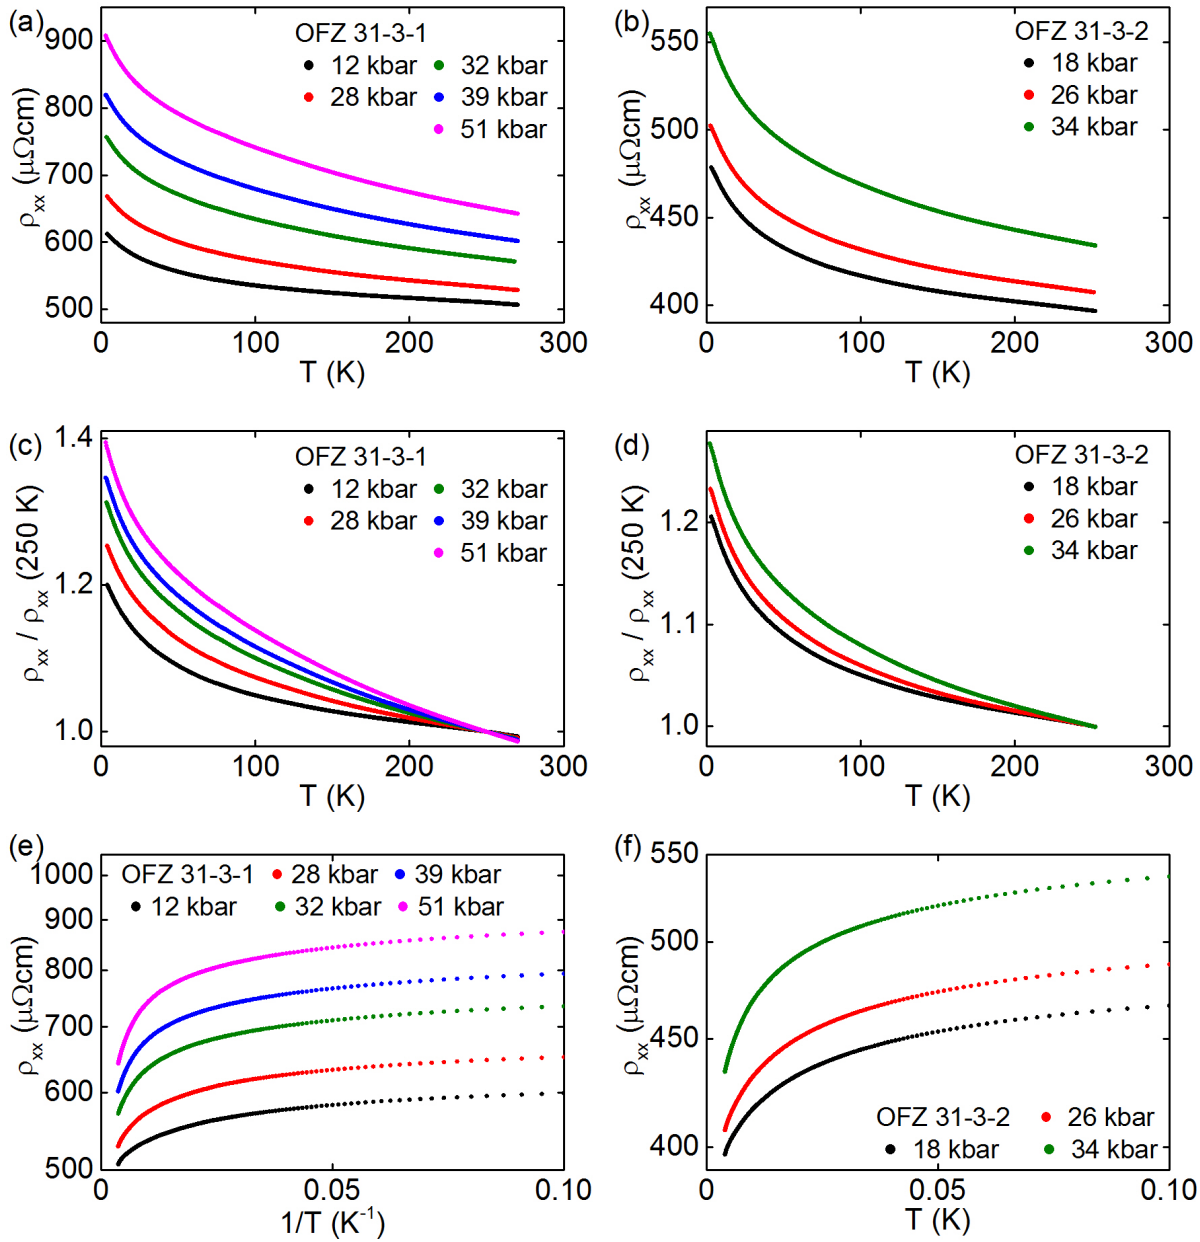 (a)
OFZ 31-3-1
12 kbar
32 kbar
28 kbar
39 kbar
51 kbar
900
800
700
600
500
ρxx (μΩcm)
0
100
200
300
T (K)
(b)
OFZ 31-3-2
18 kbar
26 kbar
34 kbar
550
500
450
400
ρxx (μΩcm)
0
100
200
300
T (K)
(c)
OFZ 31-3-1
12 kbar
32 kbar
28 kbar
39 kbar
51 kbar
1.4
1.2
1.0
ρxx / ρxx (250 K)
0
100
200
300
T (K)
(d)
OFZ 31-3-2
18 kbar
26 kbar
34 kbar
1.2
1.1
1.0
ρxx / ρxx (250 K)
0
100
200
300
T (K)
(e)
OFZ 31-3-1
28 kbar
39 kbar
12 kbar
32 kbar
51 kbar
1000
900
800
700
600
500
ρxx (μΩcm)
0
0.05
0.10
1/T (K-1)
(f)
550
500
450
400
ρxx (μΩcm)
OFZ 31-3-2
26 kbar
18 kbar
34 kbar
0
0.05
0.10
T (K)